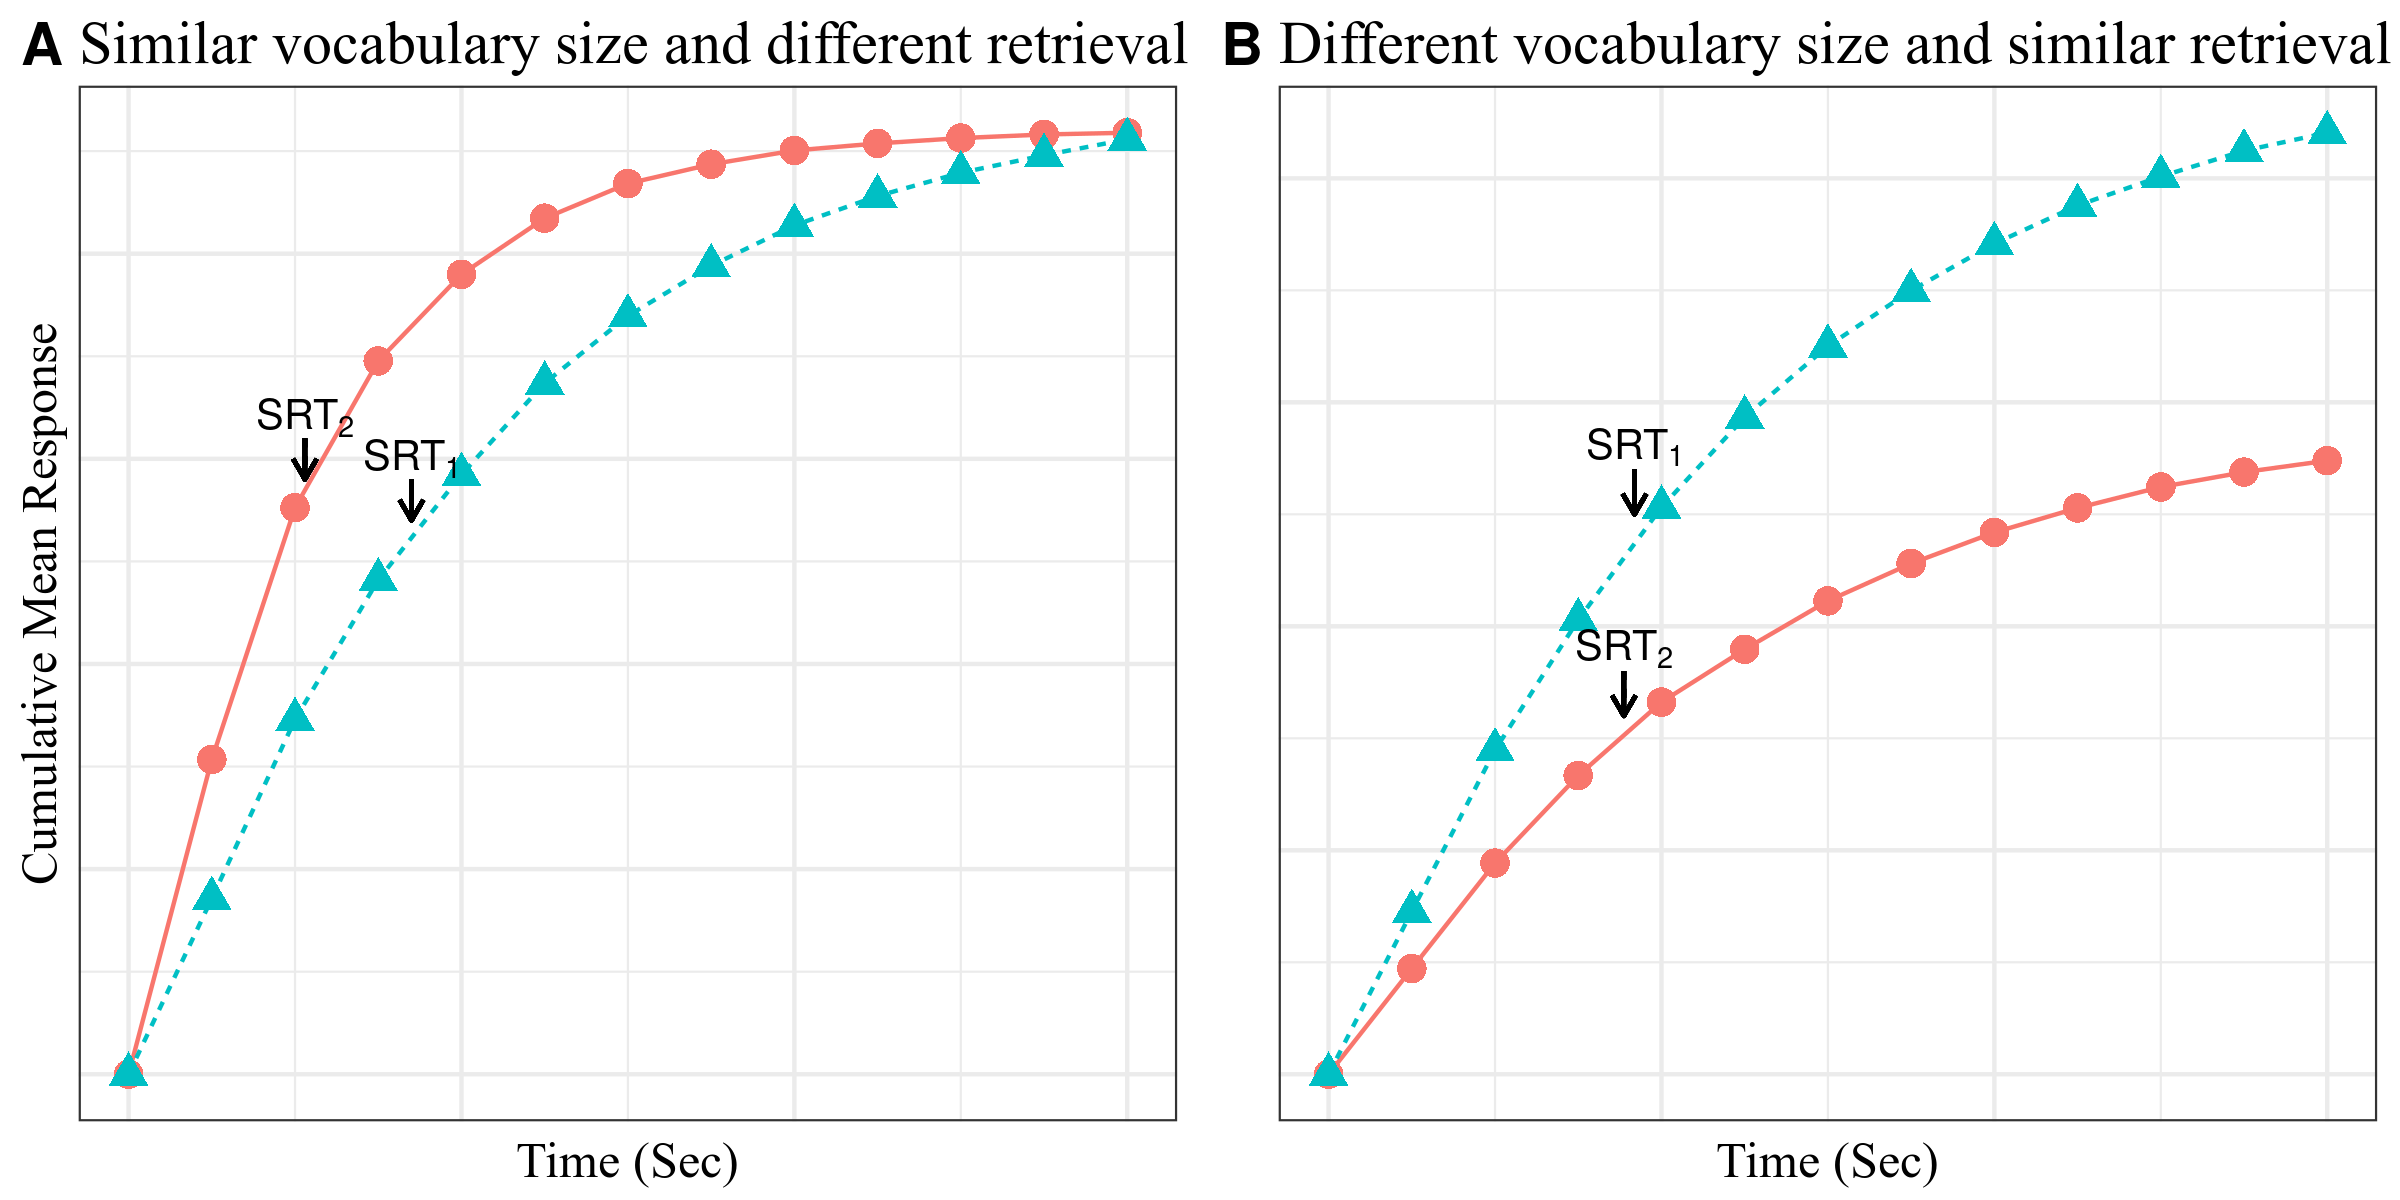 A Similar vocabulary size and different retrieval
Cumulative Mean Response
SRT₂
SRT₁
Time (Sec)
B Different vocabulary size and similar retrieval
SRT₁
SRT₂
Time (Sec)